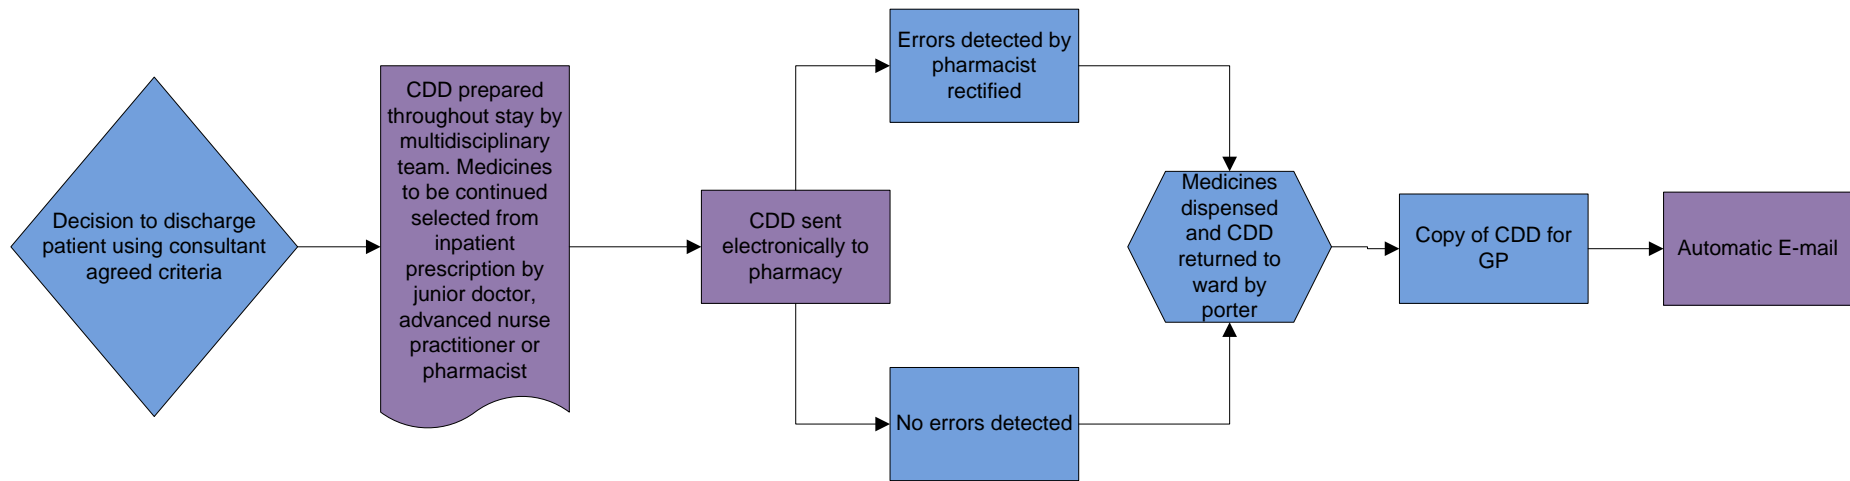 Decision to discharge
patient using consultant
agreed criteria
CDD prepared
throughout stay by
multidisciplinary
team. Medicines
to be continued
selected from
inpatient
prescription by
junior doctor,
advanced nurse
practitioner or
pharmacist
CDD sent
electronically to
pharmacy
Errors detected by
pharmacist
rectified
No errors detected
Medicines
dispensed
and CDD
returned to
ward by
porter
Copy of CDD for
GP
Automatic E-mail